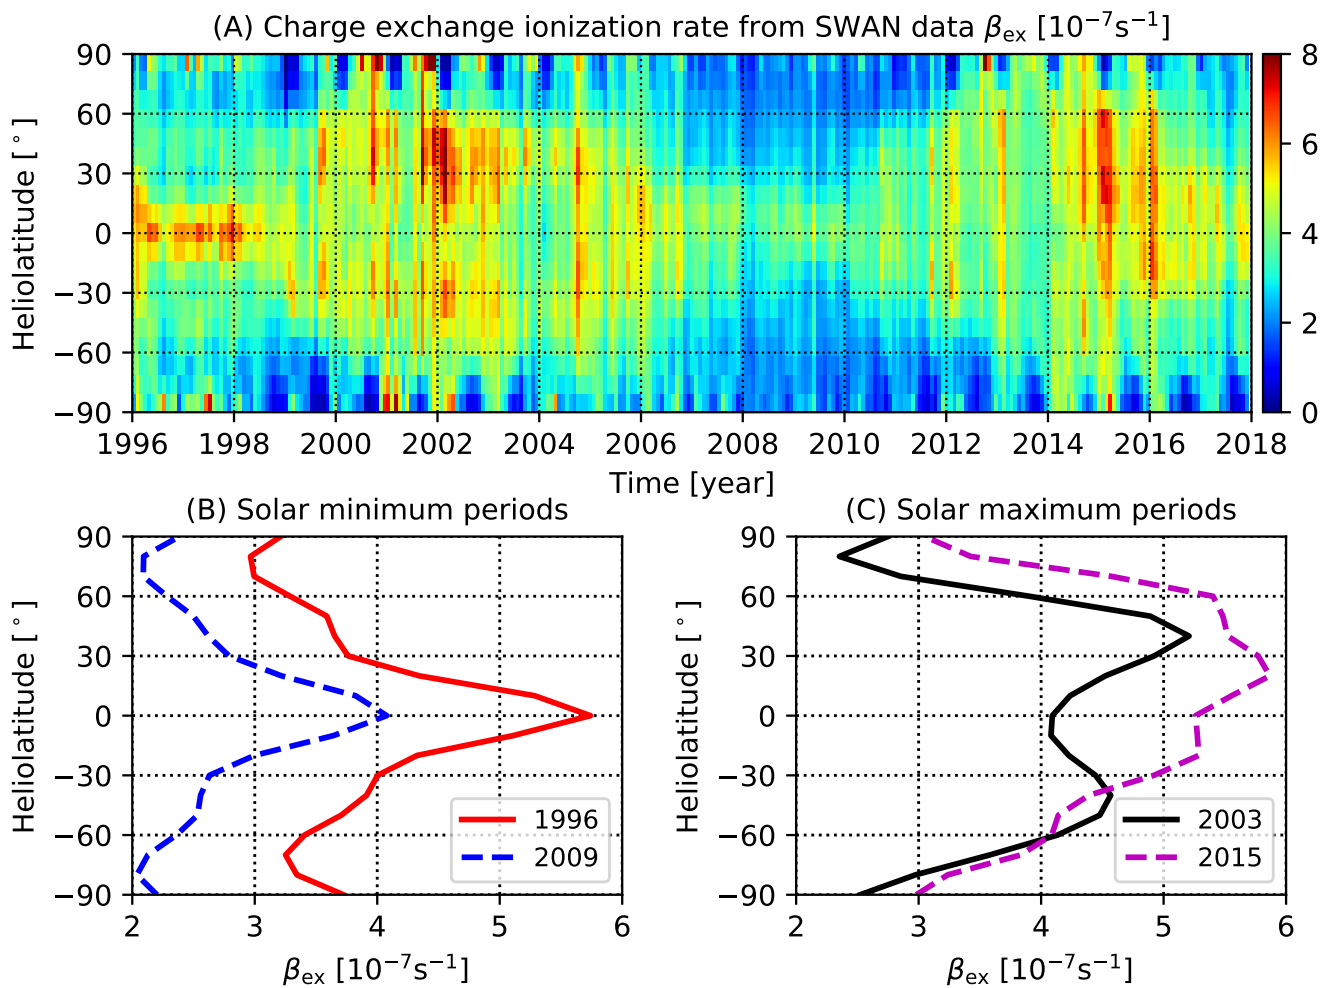 (A) Charge exchange ionization rate from SWAN data βex [10−7s−1]
Heliolatitude [°]
90
60
30
0
−30
−60
−90
8
6
4
2
0
1996 1998 2000 2002 2004 2006 2008 2010 2012 2014 2016 2018
Time [year]
(B) Solar minimum periods
Heliolatitude [°]
90
60
30
0
−30
−60
−90
1996
2009
2 3 4 5 6
βex [10−7s−1]
(C) Solar maximum periods
Heliolatitude [°]
90
60
30
0
−30
−60
−90
2003
2015
2 3 4 5 6
βex [10−7s−1]